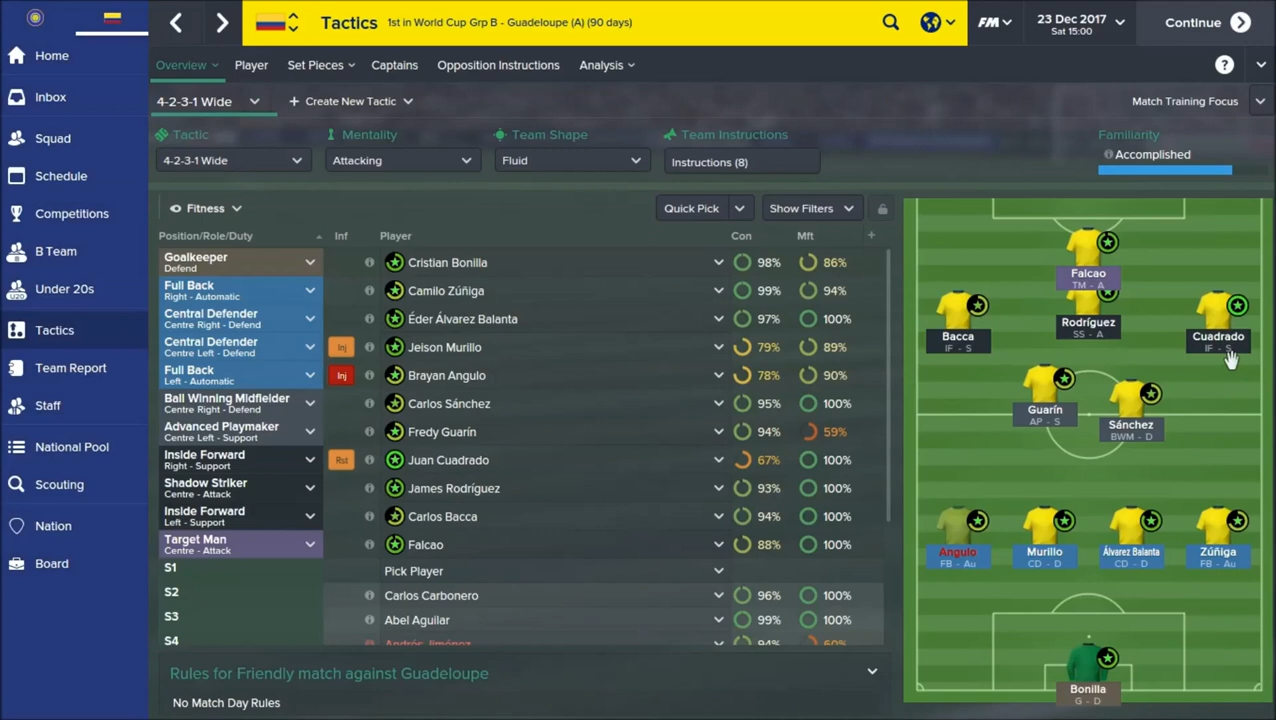 Tactics 1st in World Cup Grp B - Guadeloupe (A) (90 days)
FM
23 Dec 2017
Sat 15:00
Continue
Home
Inbox
Squad
Schedule
Competitions
B Team
U20
Under 20s
Tactics
Team Report
Staff
National Pool
Scouting
Nation
Board
Overview Player Set Pieces Captains Opposition Instructions Analysis
?
4-2-3-1 Wide + Create New Tactic Match Training Focus
Tactic Mentality Team Shape Team Instructions Familiarity
4-2-3-1 Wide Attacking Fluid Instructions (8) Accomplished
Fitness Quick Pick Show Filters
Position/Role/Duty Inf Player Con Mft +
Goalkeeper
Defend
Cristian Bonilla 98% 86%
Full Back
Right - Automatic
Camilo Zúñiga 99% 94%
Central Defender
Centre Right - Defend
Éder Álvarez Balanta 97% 100%
Central Defender
Centre Left - Defend
Inj Jeison Murillo 79% 89%
Full Back
Left - Automatic
Inj Brayan Angulo 78% 90%
Ball Winning Midfielder
Centre Right - Defend
Carlos Sánchez 95% 100%
Advanced Playmaker
Centre Left - Support
Fredy Guarín 94% 59%
Inside Forward
Right - Support
Rst Juan Cuadrado 67% 100%
Shadow Striker
Centre - Attack
James Rodríguez 93% 100%
Inside Forward
Left - Support
Carlos Bacca 94% 100%
Target Man
Centre - Attack
Falcao 88% 100%
S1 Pick Player
S2 Carlos Carbonero 96% 100%
S3 Abel Aguilar 99% 100%
S4 Andrés Jiménez 94% 60%
Rules for Friendly match against Guadeloupe
No Match Day Rules
Falcao
TM - A
Bacca
IF - S
Rodríguez
SS - A
Cuadrado
IF - S
Guarín
AP - S
Sánchez
BWM - D
Angulo
FB - Au
Murillo
CD - D
Álvarez Balanta
CD - D
Zúñiga
FB - Au
Bonilla
G - D